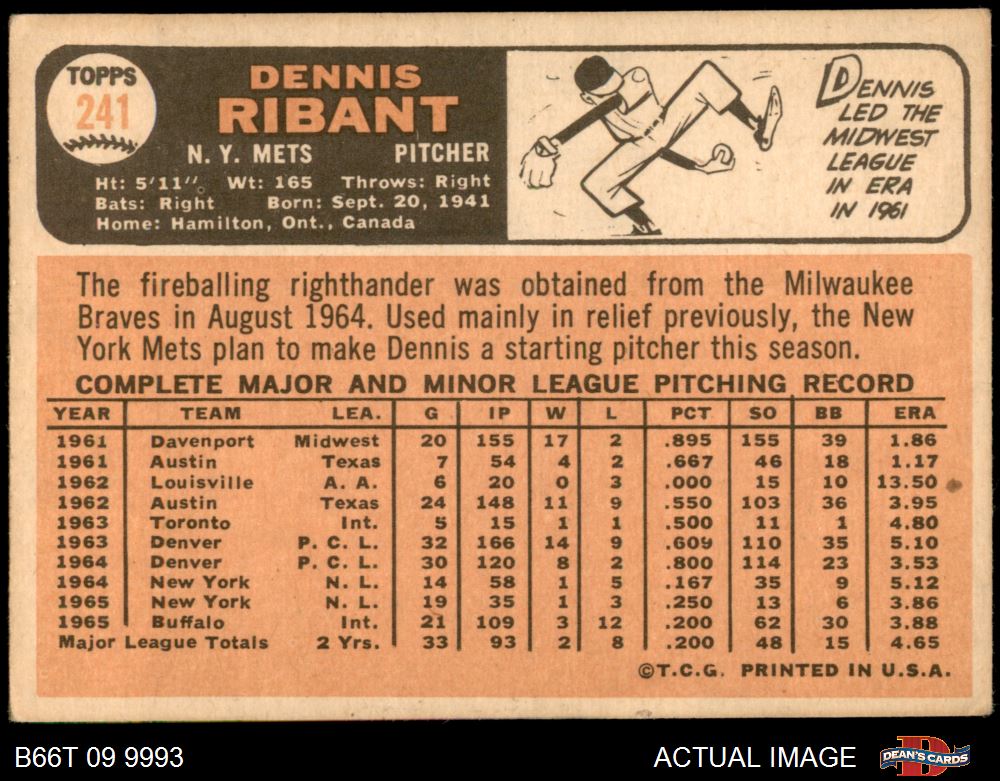 TOPPS
241
DENNIS
RIBANT
N. Y. METS PITCHER
Ht: 5'11" Wt: 165 Throws: Right
Bats: Right Born: Sept. 20, 1941
Home: Hamilton, Ont., Canada
DENNIS
LED THE
MIDWEST
LEAGUE
IN ERA
IN 1961
The fireballing righthander was obtained from the Milwaukee
Braves in August 1964. Used mainly in relief previously, the New
York Mets plan to make Dennis a starting pitcher this season.
COMPLETE MAJOR AND MINOR LEAGUE PITCHING RECORD
YEAR TEAM LEA. G IP W L PCT SO BB ERA
1961 Davenport Midwest 20 155 17 2 .895 155 39 1.86
1961 Austin Texas 7 54 4 2 .667 46 18 1.17
1962 Louisville A. A. 6 20 0 3 .000 15 10 13.50
1962 Austin Texas 24 148 11 9 .550 103 36 3.95
1963 Toronto Int. 5 15 1 1 .500 11 1 4.80
1963 Denver P. C. L. 32 166 14 9 .609 110 35 5.10
1964 Denver P. C. L. 30 120 8 2 .800 114 23 3.53
1964 New York N. L. 14 58 1 5 .167 35 9 5.12
1965 New York N. L. 19 35 1 3 .250 13 6 3.86
1965 Buffalo Int. 21 109 3 12 .200 62 30 3.88
Major League Totals 2 Yrs. 33 93 2 8 .200 48 15 4.65
©T.C.G. PRINTED IN U.S.A.
B66T 09 9993 ACTUAL IMAGE DEAN'S CARDS